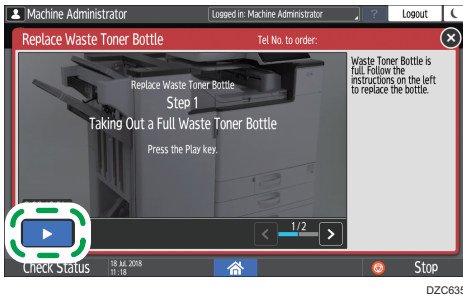 Machine Administrator
Logged in: Machine Administrator
?
Logout
Replace Waste Toner Bottle
Tel No. to order:
Replace Waste Toner Bottle
Step 1
Taking Out a Full Waste Toner Bottle
Press the Play key.
Waste Toner Bottle is
full. Follow the
instructions on the left
to replace the bottle.
1/2
Check Status
18 Jul. 2018
11:18
Stop
DZC635